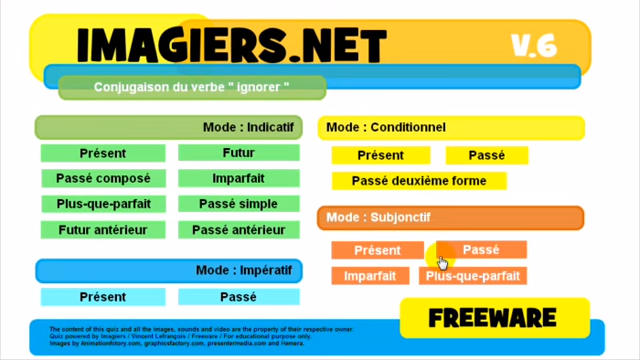 IMAGIERS.NET
V.6
Conjugaison du verbe " ignorer "
Mode : Indicatif
Présent
Futur
Passé composé
Imparfait
Plus-que-parfait
Passé simple
Futur antérieur
Passé antérieur
Mode : Impératif
Présent
Passé
Mode : Conditionnel
Présent
Passé
Passé deuxième forme
Mode : Subjonctif
Présent
Passé
Imparfait
Plus-que-parfait
FREEWARE
The content of this quiz and all the images, sounds and video are the property of their respective owner.
Quiz powered by Imagiers / Vincent Lefrançois / Freeware / For educational purpose only.
Images by Animationfctory.com, graphicsfactory.com, presentermedia.com and Hemera.